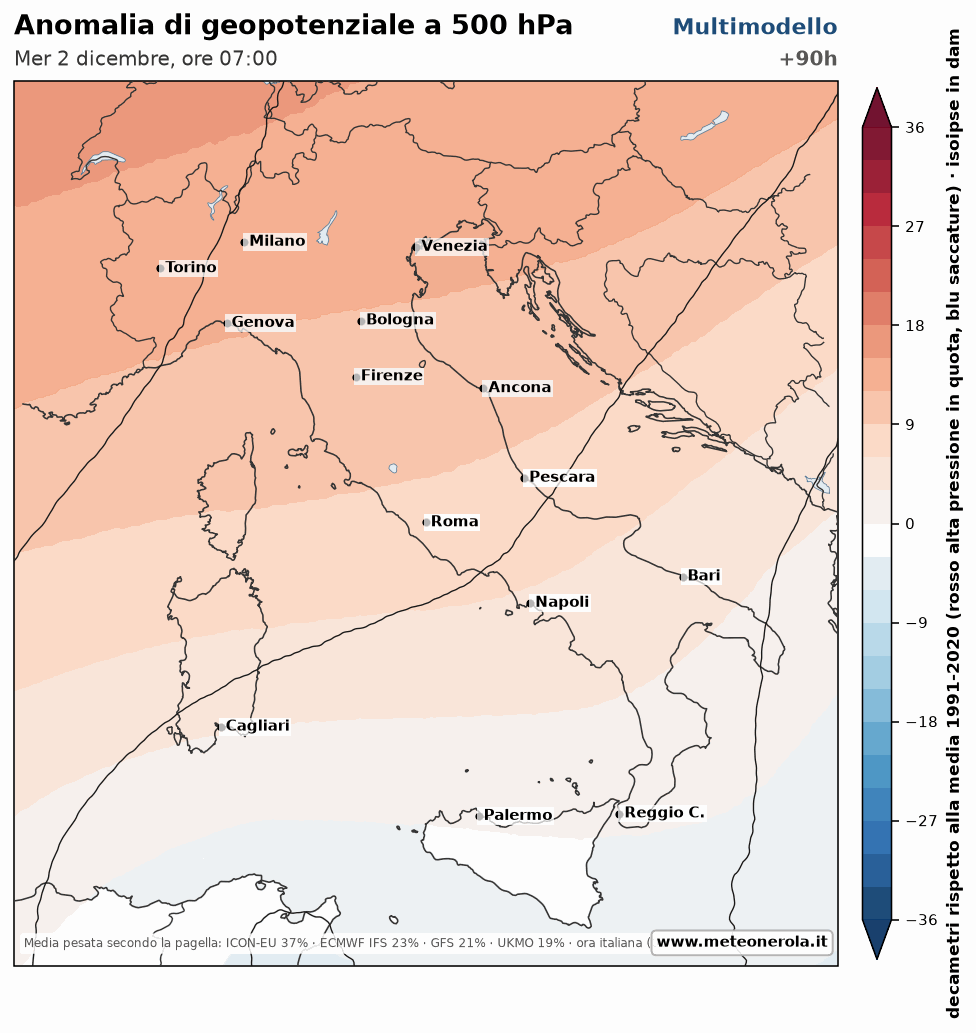 Anomalia di geopotenziale a 500 hPa
Multimodello
Mer 2 dicembre, ore 07:00
+90h
Milano
Venezia
Torino
Genova
Bologna
Firenze
Ancona
Pescara
Roma
Bari
Napoli
Cagliari
Palermo
Reggio C.
Media pesata secondo la pagella: ICON-EU 37% · ECMWF IFS 23% · GFS 21% · UKMO 19% · ora italiana (
www.meteonerola.it
36
27
18
9
0
−9
−18
−27
−36
decametri rispetto alla media 1991-2020 (rosso alta pressione in quota, blu saccature) · isoipse in dam